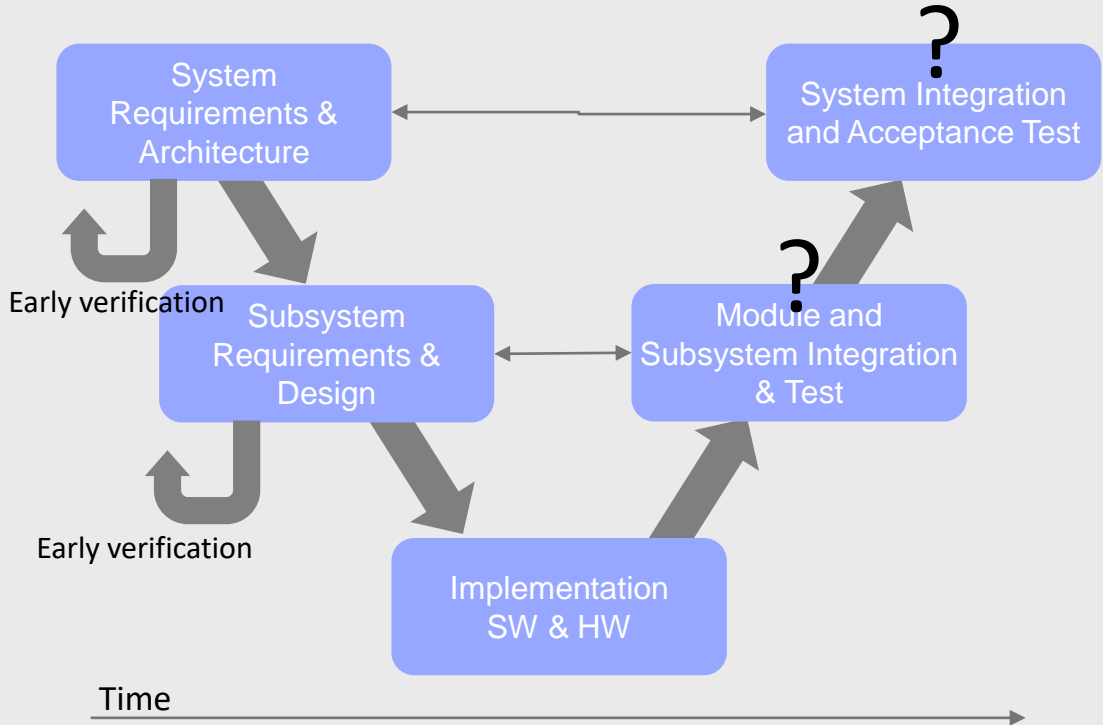 System
Requirements &
Architecture
?
System Integration
and Acceptance Test
Early verification
Subsystem
Requirements &
Design
?
Module and
Subsystem Integration
& Test
Early verification
Implementation
SW & HW
Time